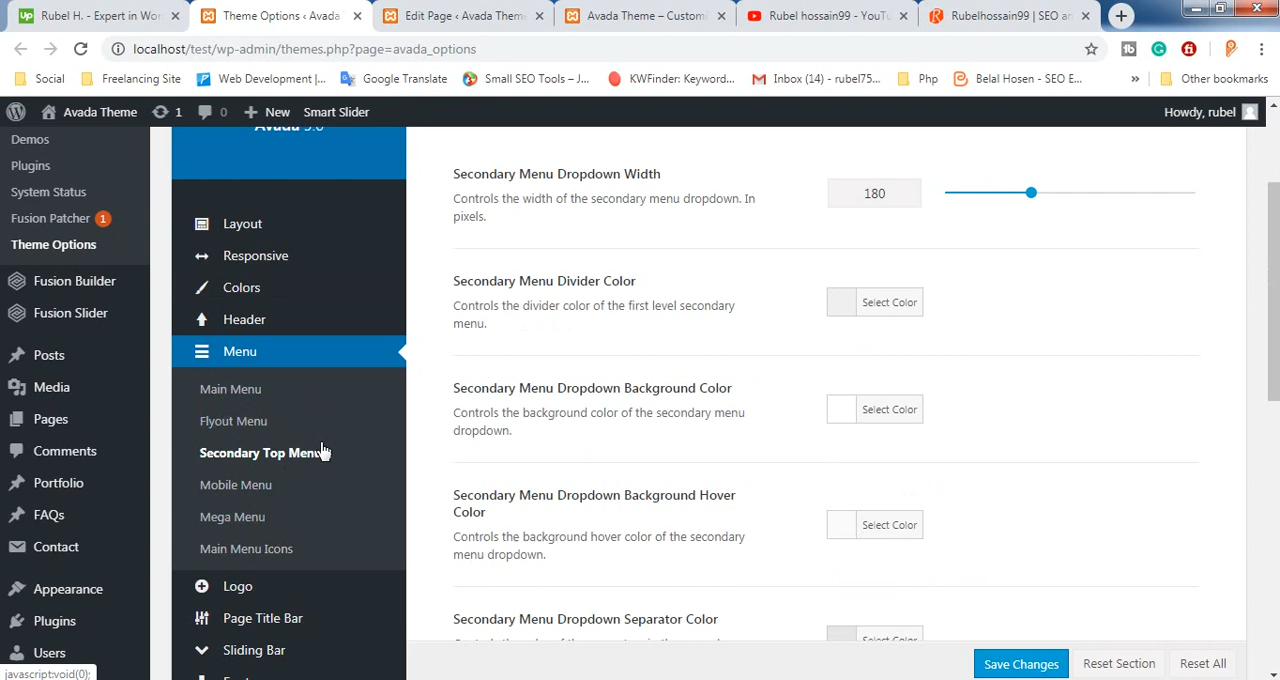 Rubel H. - Expert in Wor
Theme Options ‹ Avada
Edit Page ‹ Avada Theme
Avada Theme – Custom
Rubel hossain99 - YouTu
Rubelhossain99 | SEO an
localhost/test/wp-admin/themes.php?page=avada_options
Social
Freelancing Site
Web Development |...
Google Translate
Small SEO Tools – J...
KWFinder: Keyword...
Inbox (14) - rubel75...
Php
Belal Hosen - SEO E...
»
Other bookmarks
Avada Theme
1
0
New
Smart Slider
Howdy, rubel
Demos
Plugins
System Status
Fusion Patcher 1
Theme Options
Fusion Builder
Fusion Slider
Posts
Media
Pages
Comments
Portfolio
FAQs
Contact
Appearance
Plugins
Users
javascript:void(0);
Layout
Responsive
Colors
Header
Menu
Main Menu
Flyout Menu
Secondary Top Menu
Mobile Menu
Mega Menu
Main Menu Icons
Logo
Page Title Bar
Sliding Bar
Secondary Menu Dropdown Width
Controls the width of the secondary menu dropdown. In
pixels.
180
Secondary Menu Divider Color
Controls the divider color of the first level secondary
menu.
Select Color
Secondary Menu Dropdown Background Color
Controls the background color of the secondary menu
dropdown.
Select Color
Secondary Menu Dropdown Background Hover
Color
Controls the background hover color of the secondary
menu dropdown.
Select Color
Secondary Menu Dropdown Separator Color
Select Color
Save Changes
Reset Section
Reset All